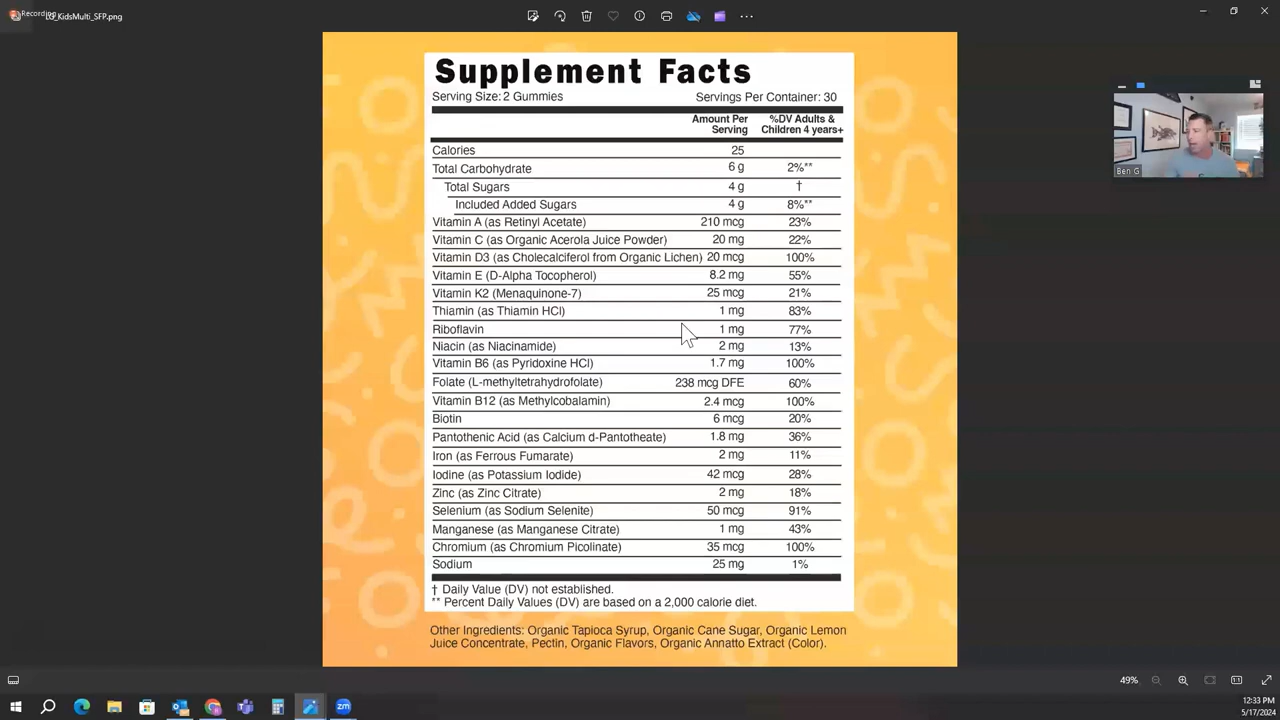 Recording
KidsMulti_SFP.png
Supplement Facts
Serving Size: 2 Gummies Servings Per Container: 30
Amount Per Serving %DV Adults & Children 4 years+
Calories 25
Total Carbohydrate 6 g 2%**
Total Sugars 4 g †
Included Added Sugars 4 g 8%**
Vitamin A (as Retinyl Acetate) 210 mcg 23%
Vitamin C (as Organic Acerola Juice Powder) 20 mg 22%
Vitamin D3 (as Cholecalciferol from Organic Lichen) 20 mcg 100%
Vitamin E (D-Alpha Tocopherol) 8.2 mg 55%
Vitamin K2 (Menaquinone-7) 25 mcg 21%
Thiamin (as Thiamin HCl) 1 mg 83%
Riboflavin 1 mg 77%
Niacin (as Niacinamide) 2 mg 13%
Vitamin B6 (as Pyridoxine HCl) 1.7 mg 100%
Folate (L-methyltetrahydrofolate) 238 mcg DFE 60%
Vitamin B12 (as Methylcobalamin) 2.4 mcg 100%
Biotin 6 mcg 20%
Pantothenic Acid (as Calcium d-Pantotheate) 1.8 mg 36%
Iron (as Ferrous Fumarate) 2 mg 11%
Iodine (as Potassium Iodide) 42 mcg 28%
Zinc (as Zinc Citrate) 2 mg 18%
Selenium (as Sodium Selenite) 50 mcg 91%
Manganese (as Manganese Citrate) 1 mg 43%
Chromium (as Chromium Picolinate) 35 mcg 100%
Sodium 25 mg 1%
† Daily Value (DV) not established.
** Percent Daily Values (DV) are based on a 2,000 calorie diet.
Other Ingredients: Organic Tapioca Syrup, Organic Cane Sugar, Organic Lemon
Juice Concentrate, Pectin, Organic Flavors, Organic Annatto Extract (Color).
Ben G
49%
zm
12:33 PM
5/17/2024